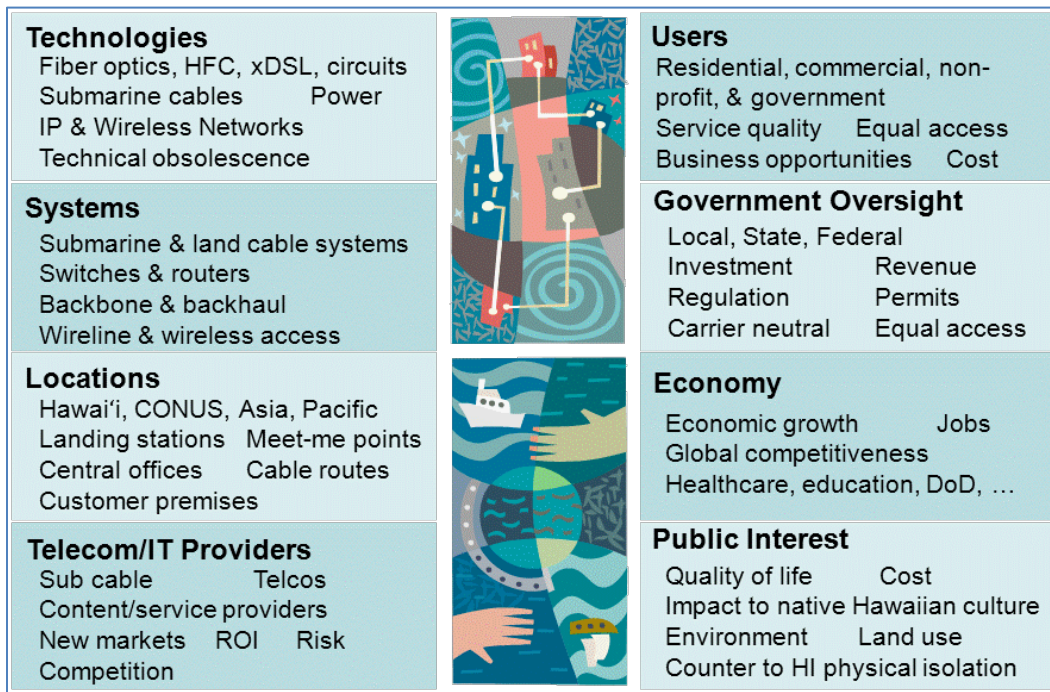 Technologies
Fiber optics, HFC, xDSL, circuits
Submarine cables Power
IP & Wireless Networks
Technical obsolescence
Systems
Submarine & land cable systems
Switches & routers
Backbone & backhaul
Wireline & wireless access
Locations
Hawaiʻi, CONUS, Asia, Pacific
Landing stations Meet-me points
Central offices Cable routes
Customer premises
Telecom/IT Providers
Sub cable Telcos
Content/service providers
New markets ROI Risk
Competition
Users
Residential, commercial, non-
profit, & government
Service quality Equal access
Business opportunities Cost
Government Oversight
Local, State, Federal
Investment Revenue
Regulation Permits
Carrier neutral Equal access
Economy
Economic growth Jobs
Global competitiveness
Healthcare, education, DoD, …
Public Interest
Quality of life Cost
Impact to native Hawaiian culture
Environment Land use
Counter to HI physical isolation